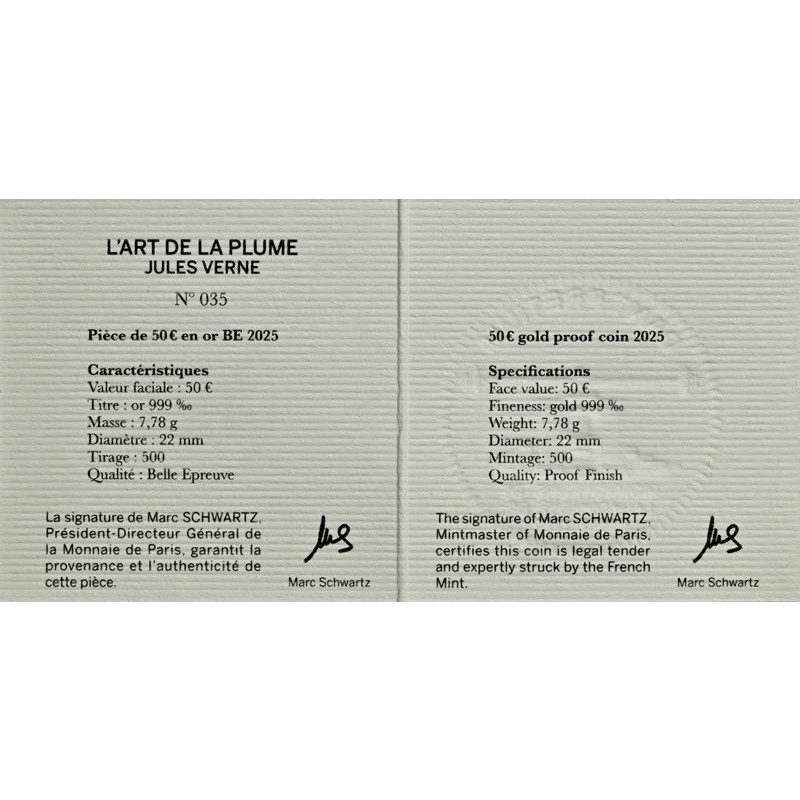 L'ART DE LA PLUME
JULES VERNE
N° 035
Pièce de 50€ en or BE 2025
Caractéristiques
Valeur faciale : 50 €
Titre : or 999 ‰
Masse : 7,78 g
Diamètre : 22 mm
Tirage : 500
Qualité : Belle Epreuve
La signature de Marc SCHWARTZ,
Président-Directeur Général de
la Monnaie de Paris, garantit la
provenance et l'authenticité de
cette pièce.
Marc Schwartz
50€ gold proof coin 2025
Specifications
Face value: 50 €
Fineness: gold 999 ‰
Weight: 7,78 g
Diameter: 22 mm
Mintage: 500
Quality: Proof Finish
The signature of Marc SCHWARTZ,
Mintmaster of Monnaie de Paris,
certifies this coin is legal tender
and expertly struck by the French
Mint.
Marc Schwartz